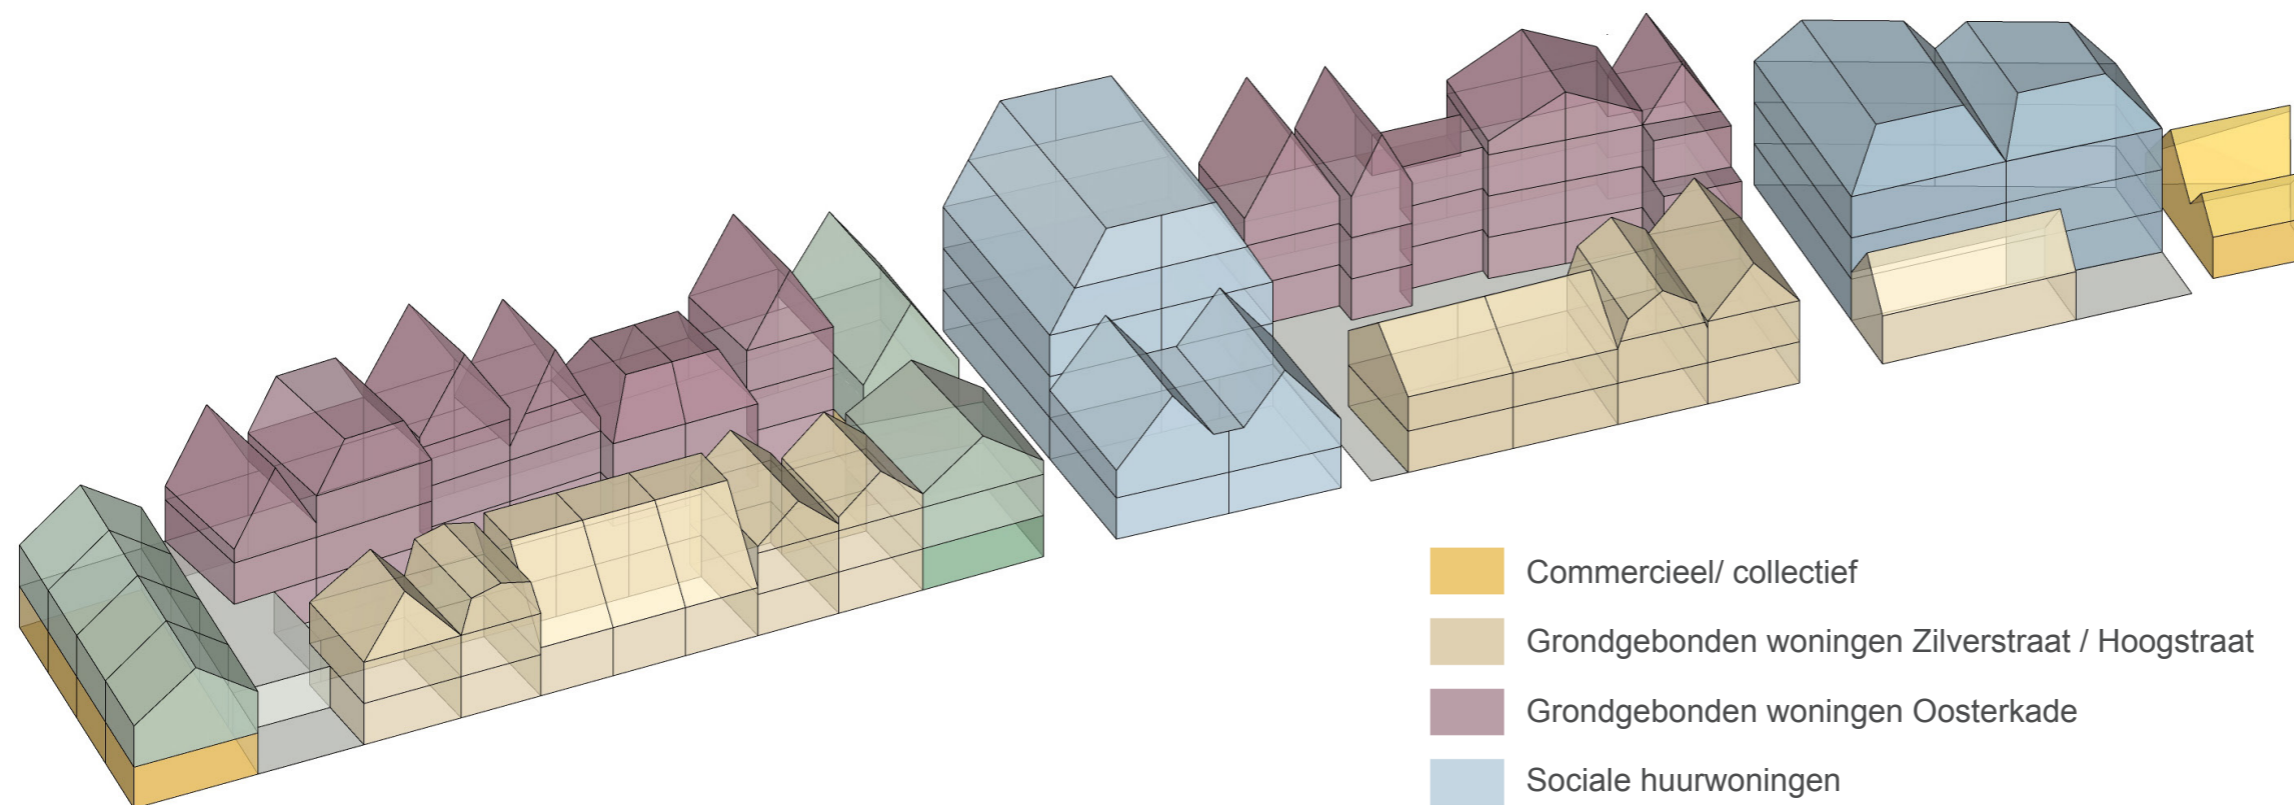 Commercieel/ collectief
Grondgebonden woningen Zilverstraat / Hoogstraat
Grondgebonden woningen Oosterkade
Sociale huurwoningen